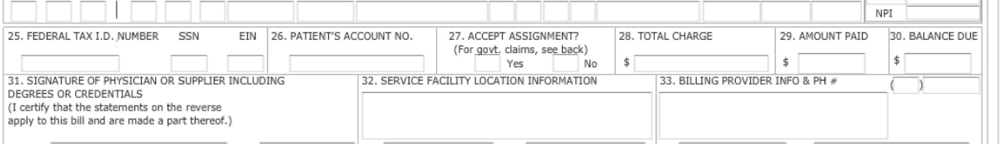 NPI
25. FEDERAL TAX I.D. NUMBER SSN EIN
26. PATIENT'S ACCOUNT NO.
27. ACCEPT ASSIGNMENT?
(For govt. claims, see back)
Yes No
28. TOTAL CHARGE
$
29. AMOUNT PAID
$
30. BALANCE DUE
$
31. SIGNATURE OF PHYSICIAN OR SUPPLIER INCLUDING
DEGREES OR CREDENTIALS
(I certify that the statements on the reverse
apply to this bill and are made a part thereof.)
32. SERVICE FACILITY LOCATION INFORMATION
33. BILLING PROVIDER INFO & PH # ( )